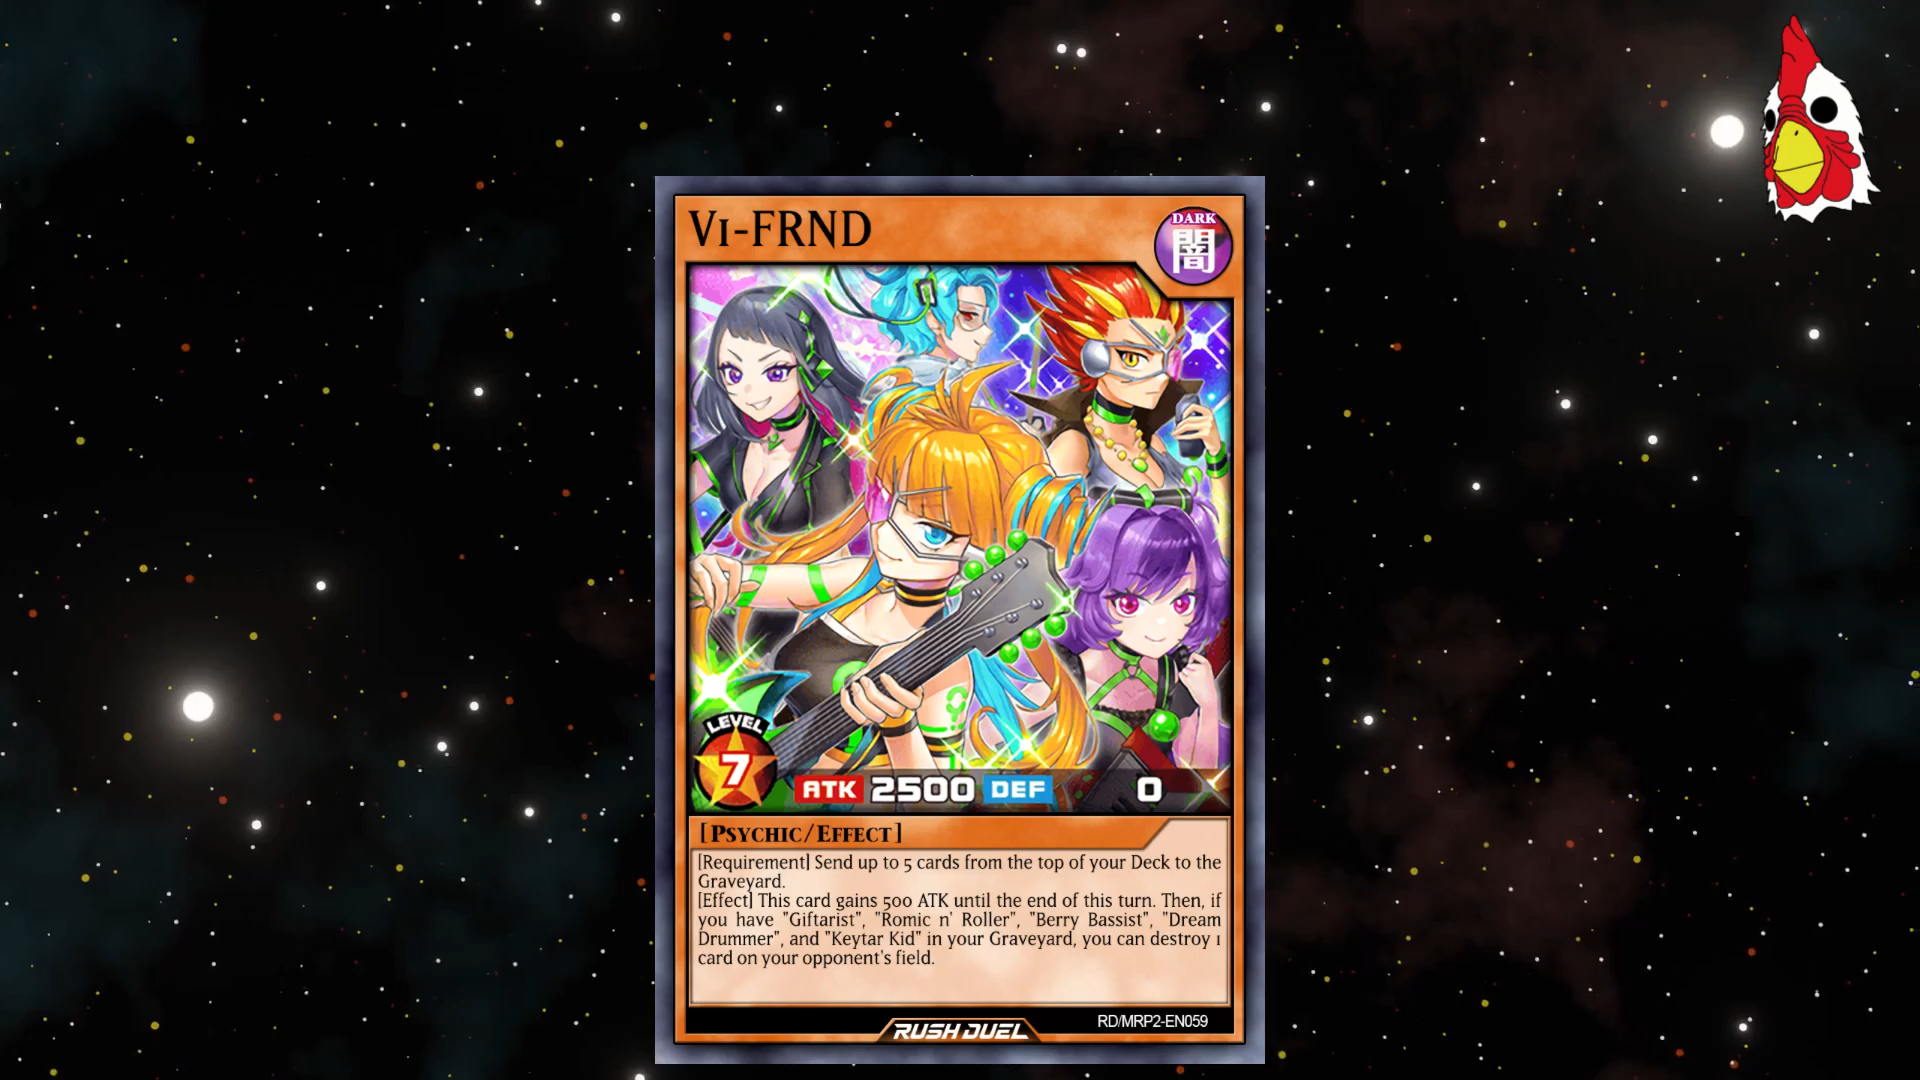 Vi-FRND
DARK
闇
LEVEL
7
ATK 2500 DEF 0
[Psychic/Effect]
[Requirement] Send up to 5 cards from the top of your Deck to the
Graveyard.
[Effect] This card gains 500 ATK until the end of this turn. Then, if
you have "Giftarist", "Romic n' Roller", "Berry Bassist", "Dream
Drummer", and "Keytar Kid" in your Graveyard, you can destroy 1
card on your opponent's field.
RD/MRP2-EN059
RUSH DUEL